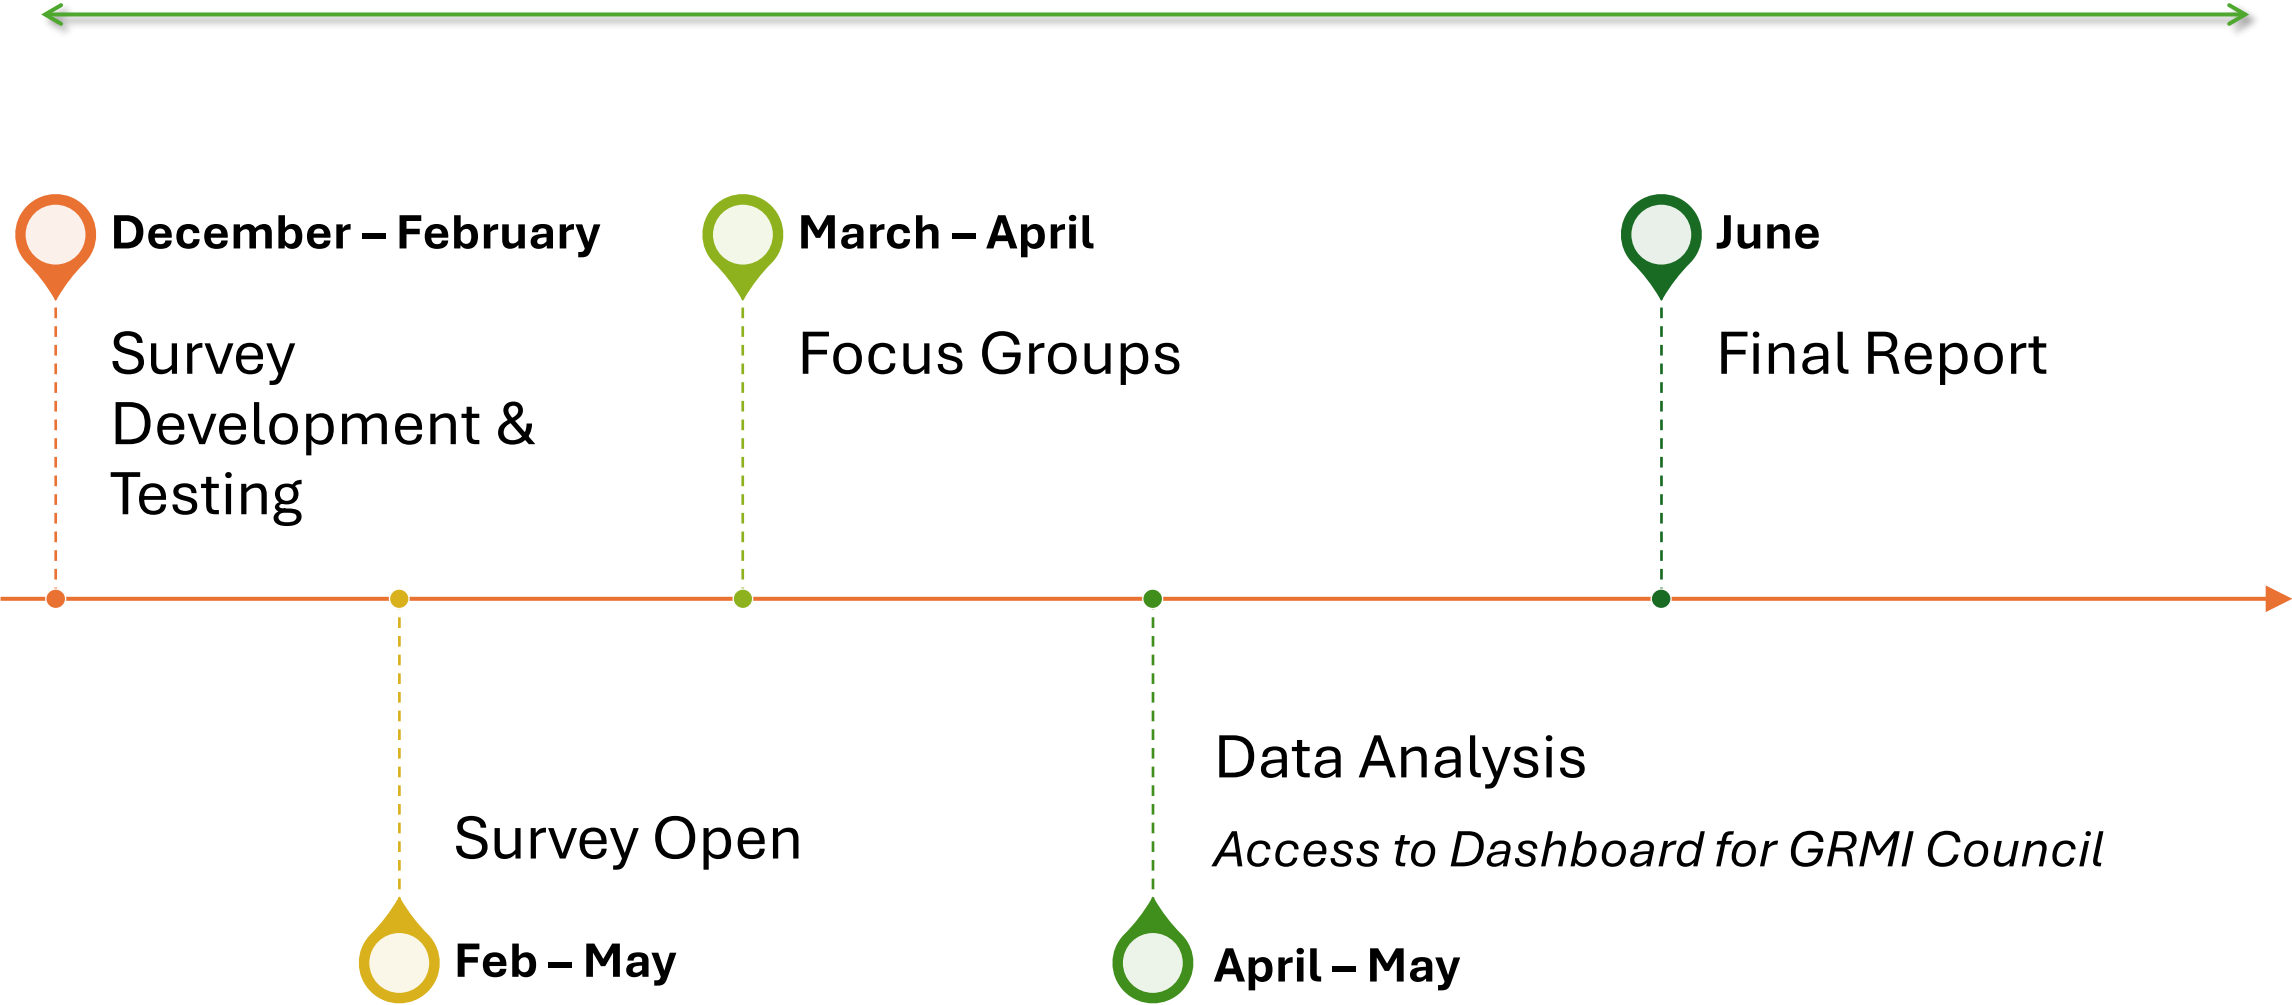 December – February
Survey
Development &
Testing
March – April
Focus Groups
June
Final Report
Survey Open
Feb – May
Data Analysis
Access to Dashboard for GRMI Council
April – May